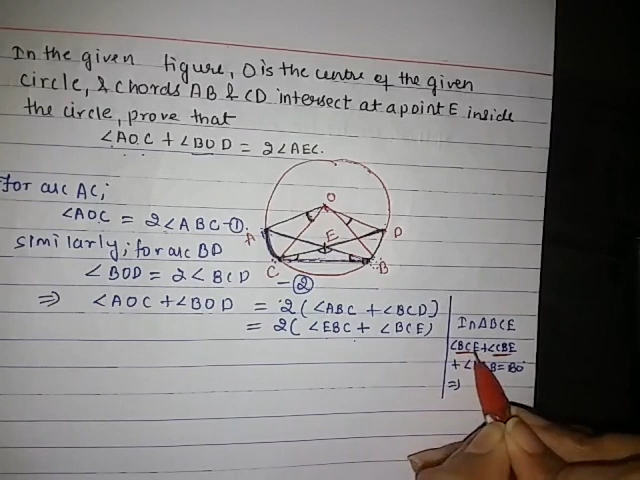 In the given figure, O is the centre of the given
circle, & chords AB & CD intersect at a point E inside
the circle, prove that
∠AOC + ∠BOD = 2∠AEC.
for arc AC;
∠AOC = 2∠ABC - ①
similarly; for arc BD
∠BOD = 2∠BCD - ②
⇒ ∠AOC + ∠BOD = 2(∠ABC + ∠BCD)
= 2(∠EBC + ∠BCE)
O
A
D
E
C
B
In ∆BCE
∠BCE + ∠CBE
+ ∠
⇒